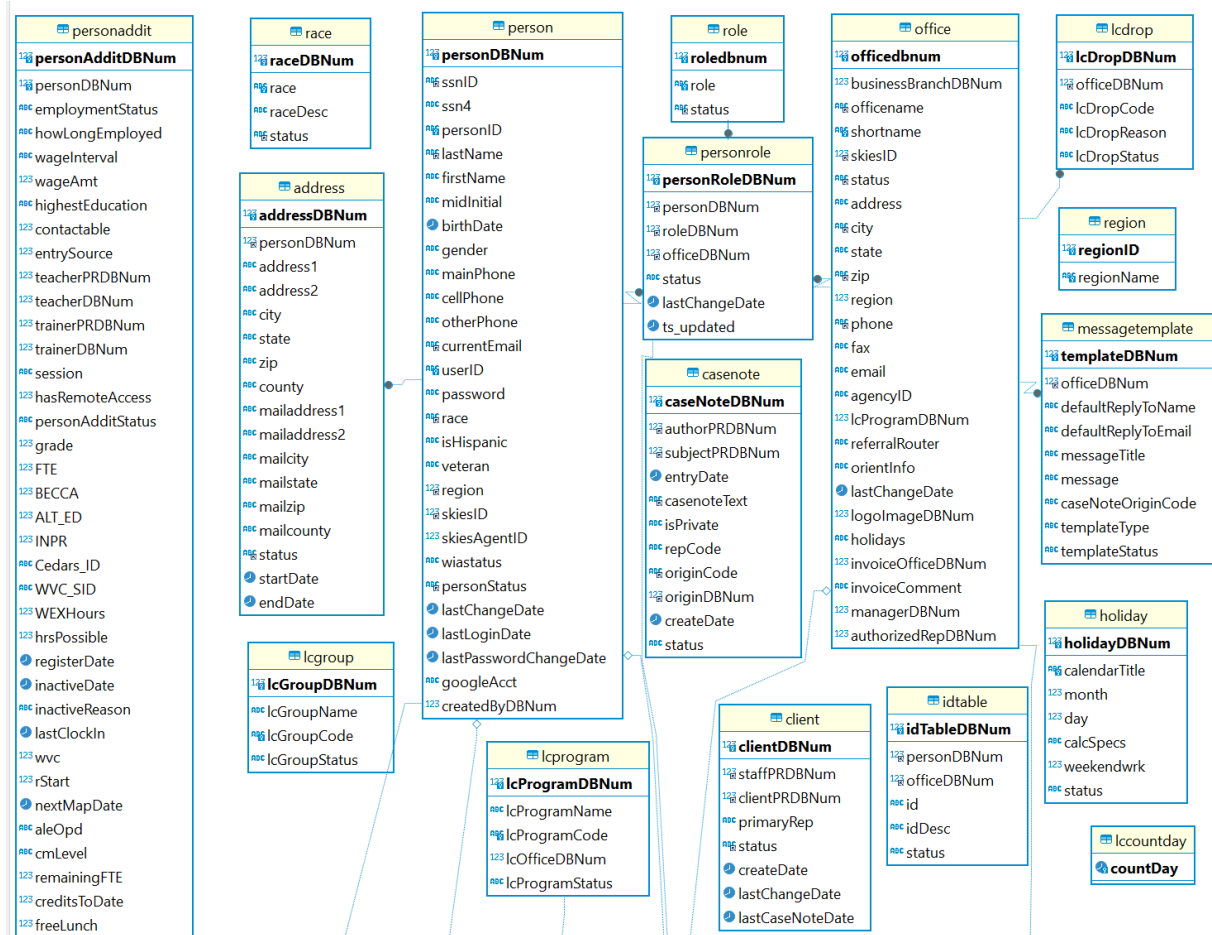 personaddit
personAdditDBNum
personDBNum
employmentStatus
howLongEmployed
wageInterval
wageAmt
highestEducation
contactable
entrySource
teacherPRDBNum
teacherDBNum
trainerPRDBNum
trainerDBNum
session
hasRemoteAccess
personAdditStatus
grade
FTE
BECCA
ALT_ED
INPR
Cedars_ID
WVC_SID
WEXHours
hrsPossible
registerDate
inactiveDate
inactiveReason
lastClockIn
wvc
rStart
nextMapDate
aleOpd
cmLevel
remainingFTE
creditsToDate
freeLunch
race
raceDBNum
race
raceDesc
status
address
addressDBNum
personDBNum
address1
address2
city
state
zip
county
mailaddress1
mailaddress2
mailcity
mailstate
mailzip
mailcounty
status
startDate
endDate
lcgroup
lcGroupDBNum
lcGroupName
lcGroupCode
lcGroupStatus
person
personDBNum
ssnID
ssn4
personID
lastName
firstName
midInitial
birthDate
gender
mainPhone
cellPhone
otherPhone
currentEmail
userID
password
race
isHispanic
veteran
region
skiesID
skiesAgentID
wiastatus
personStatus
lastChangeDate
lastLoginDate
lastPasswordChangeDate
googleAcct
createdByDBNum
lcprogram
lcProgramDBNum
lcProgramName
lcProgramCode
lcOfficeDBNum
lcProgramStatus
role
roledbnum
role
status
personrole
personRoleDBNum
personDBNum
roleDBNum
officeDBNum
status
lastChangeDate
ts_updated
casenote
caseNoteDBNum
authorPRDBNum
subjectPRDBNum
entryDate
casenoteText
isPrivate
repCode
originCode
originDBNum
createDate
status
client
clientDBNum
staffPRDBNum
clientPRDBNum
primaryRep
status
createDate
lastChangeDate
lastCaseNoteDate
office
officedbnum
businessBranchDBNum
officename
shortname
skiesID
status
address
city
state
zip
region
phone
fax
email
agencyID
lcProgramDBNum
referralRouter
orientInfo
lastChangeDate
logoImageDBNum
holidays
invoiceOfficeDBNum
invoiceComment
managerDBNum
authorizedRepDBNum
idtable
idTableDBNum
personDBNum
officeDBNum
id
idDesc
status
lcdrop
lcDropDBNum
officeDBNum
lcDropCode
lcDropReason
lcDropStatus
region
regionID
regionName
messagetemplate
templateDBNum
officeDBNum
defaultReplyToName
defaultReplyToEmail
messageTitle
message
caseNoteOriginCode
templateType
templateStatus
holiday
holidayDBNum
calendarTitle
month
day
calcSpecs
weekendwrk
status
lccountday
countDay